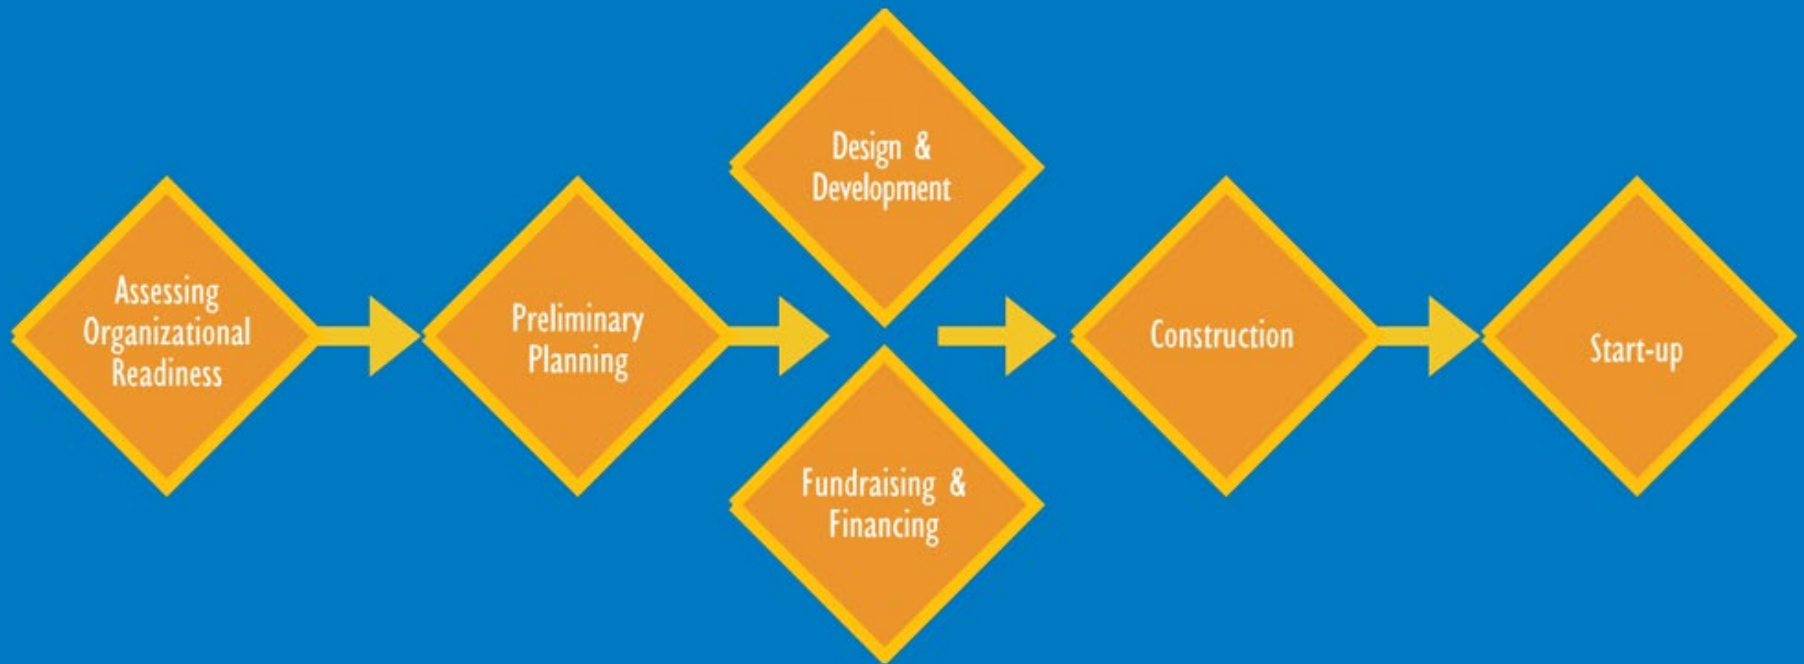 Assessing
Organizational
Readiness
Preliminary
Planning
Design &
Development
Fundraising &
Financing
Construction
Start-up